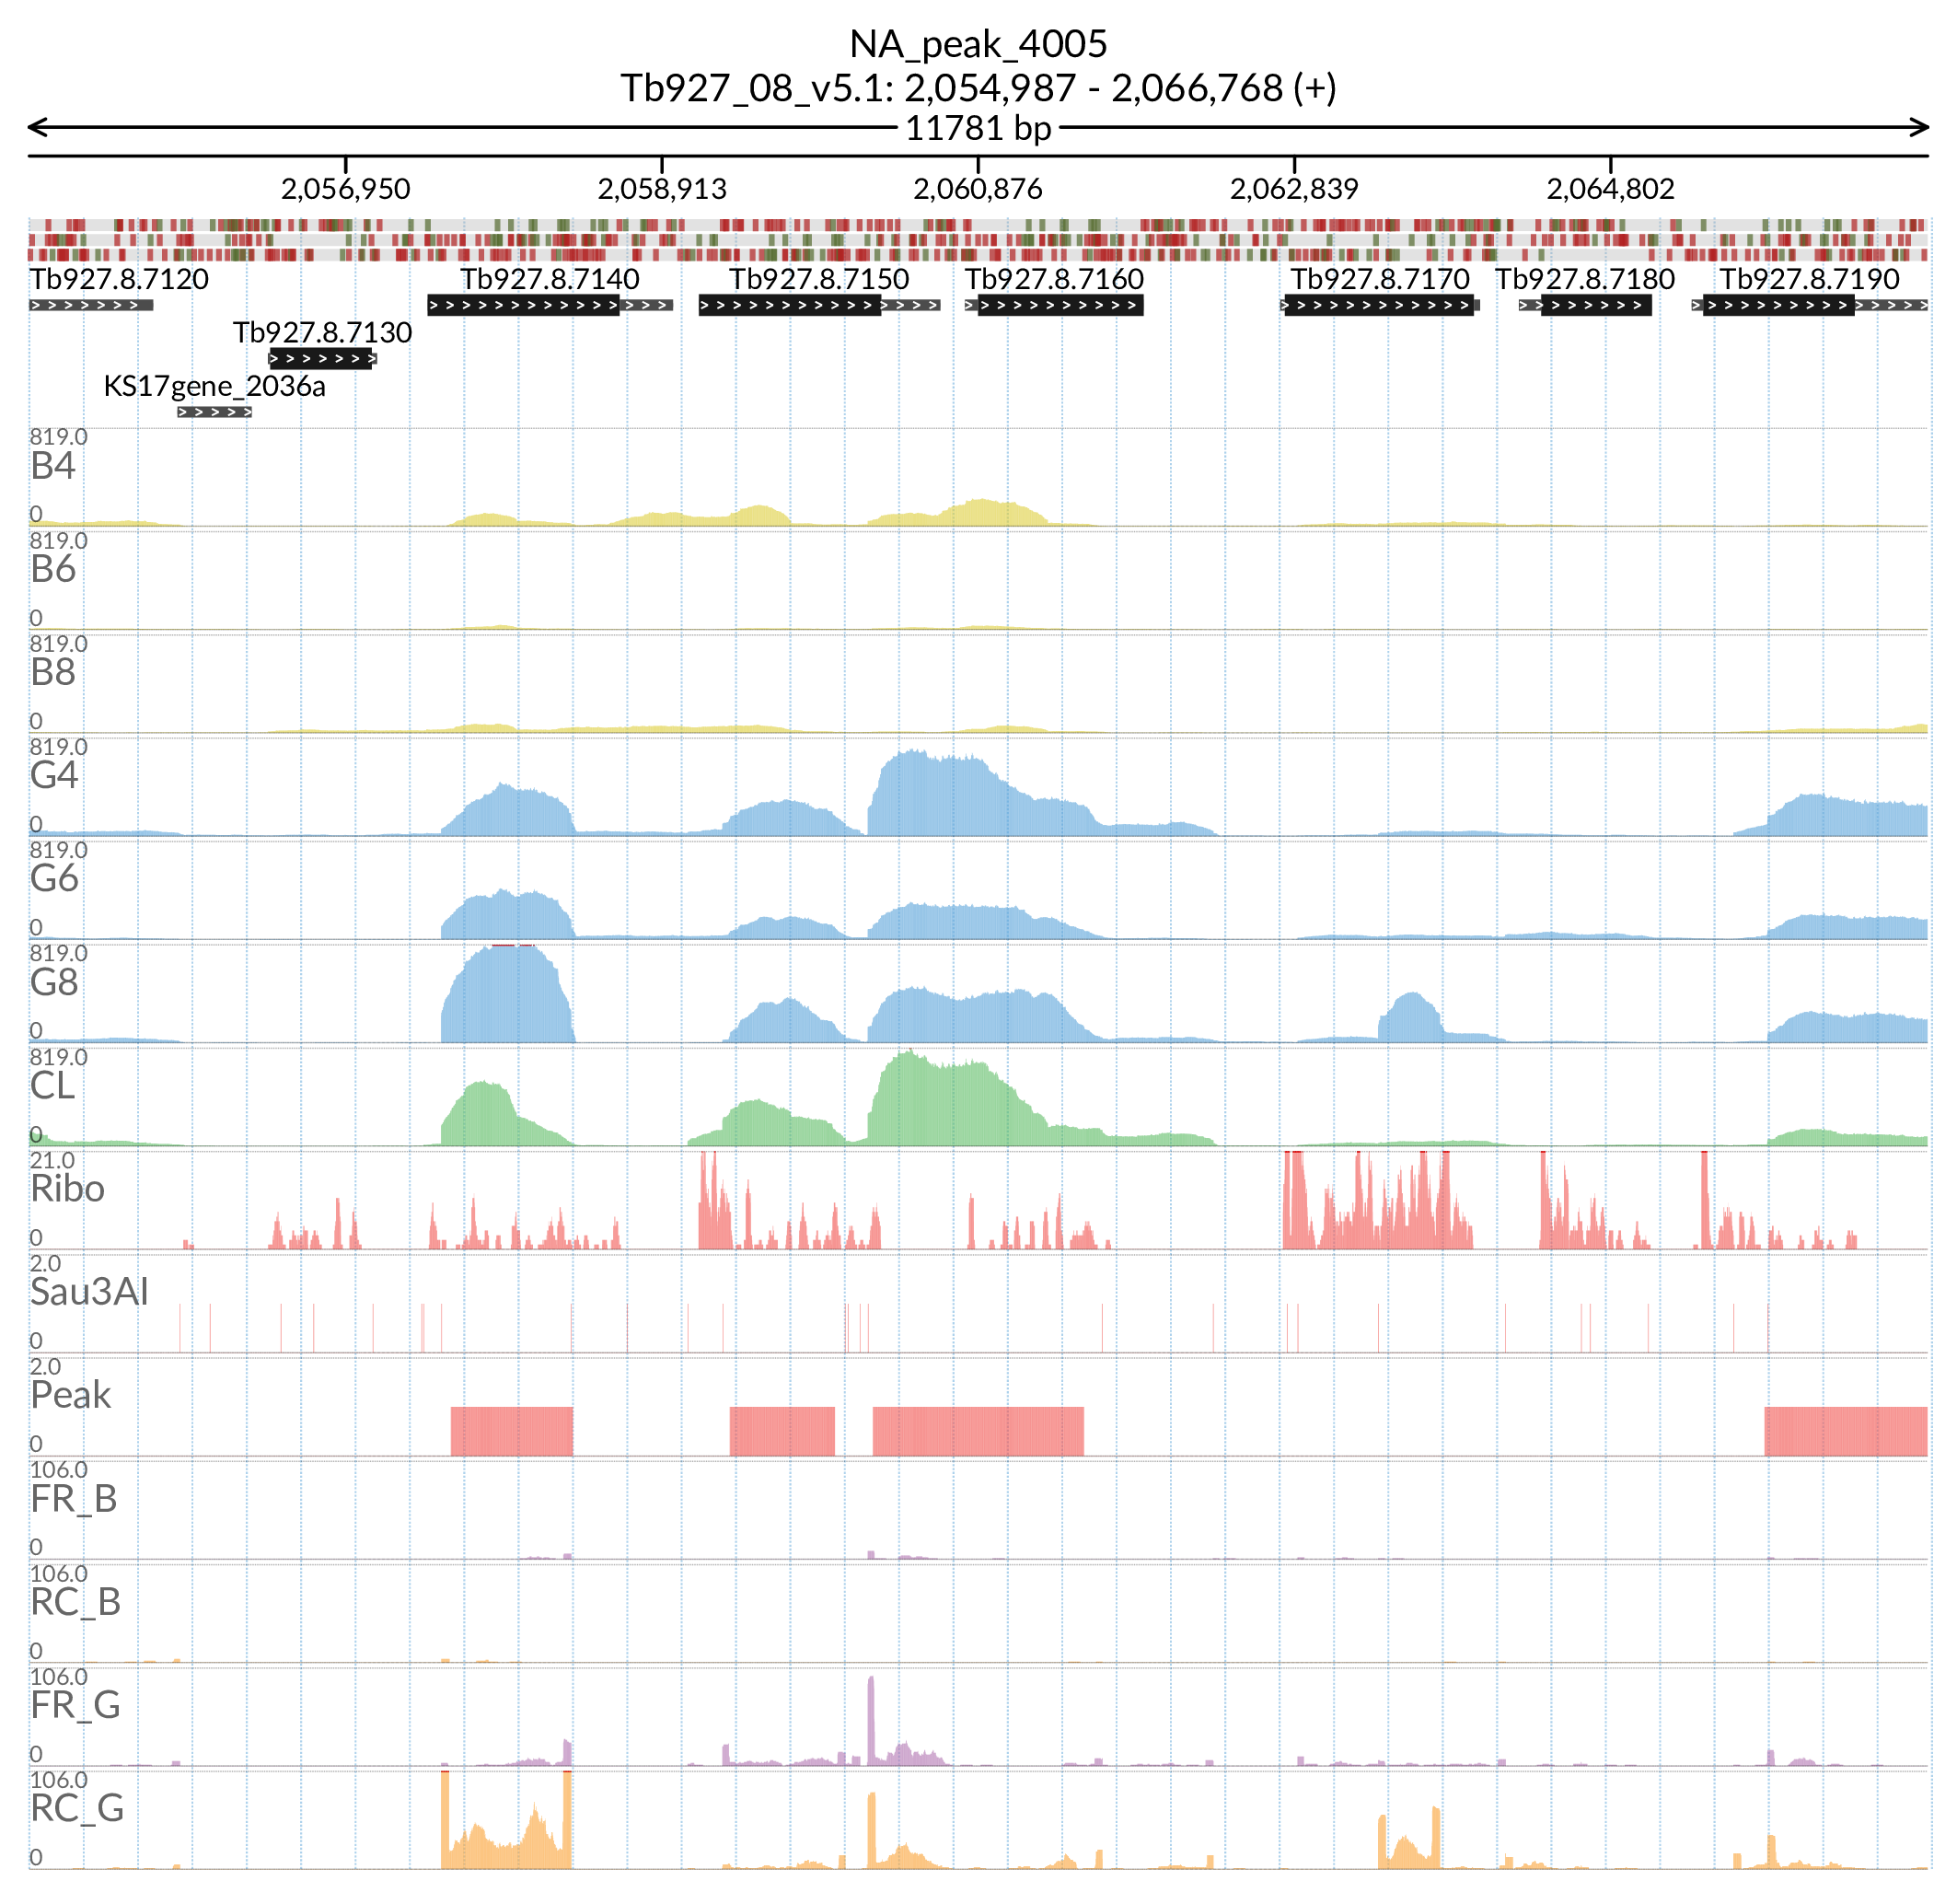 NA_peak_4005
Tb927_08_v5.1: 2,054,987 - 2,066,768 (+)
11781 bp
2,056,950 2,058,913 2,060,876 2,062,839 2,064,802
Tb927.8.7120 Tb927.8.7140 Tb927.8.7150 Tb927.8.7160 Tb927.8.7170 Tb927.8.7180 Tb927.8.7190
Tb927.8.7130
KS17gene_2036a
819.0
B4
0
819.0
B6
0
819.0
B8
0
819.0
G4
0
819.0
G6
0
819.0
G8
0
819.0
CL
0
21.0
Ribo
0
2.0
Sau3AI
0
2.0
Peak
0
106.0
FR_B
0
106.0
RC_B
0
106.0
FR_G
0
106.0
RC_G
0